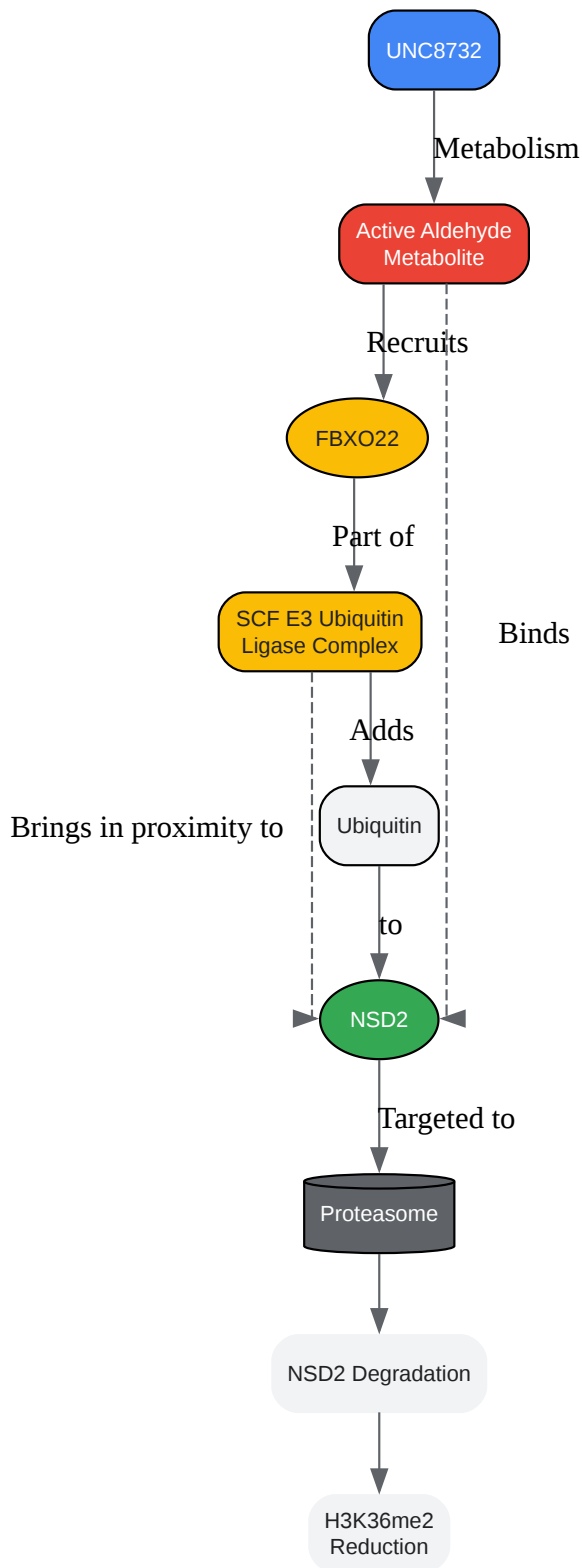 UNC8732
Metabolism
Active Aldehyde
Metabolite
Recruits
FBXO22
Part of
SCF E3 Ubiquitin
Ligase Complex
Binds
Adds
Brings in proximity to
Ubiquitin
to
NSD2
Targeted to
Proteasome
NSD2 Degradation
H3K36me2
Reduction